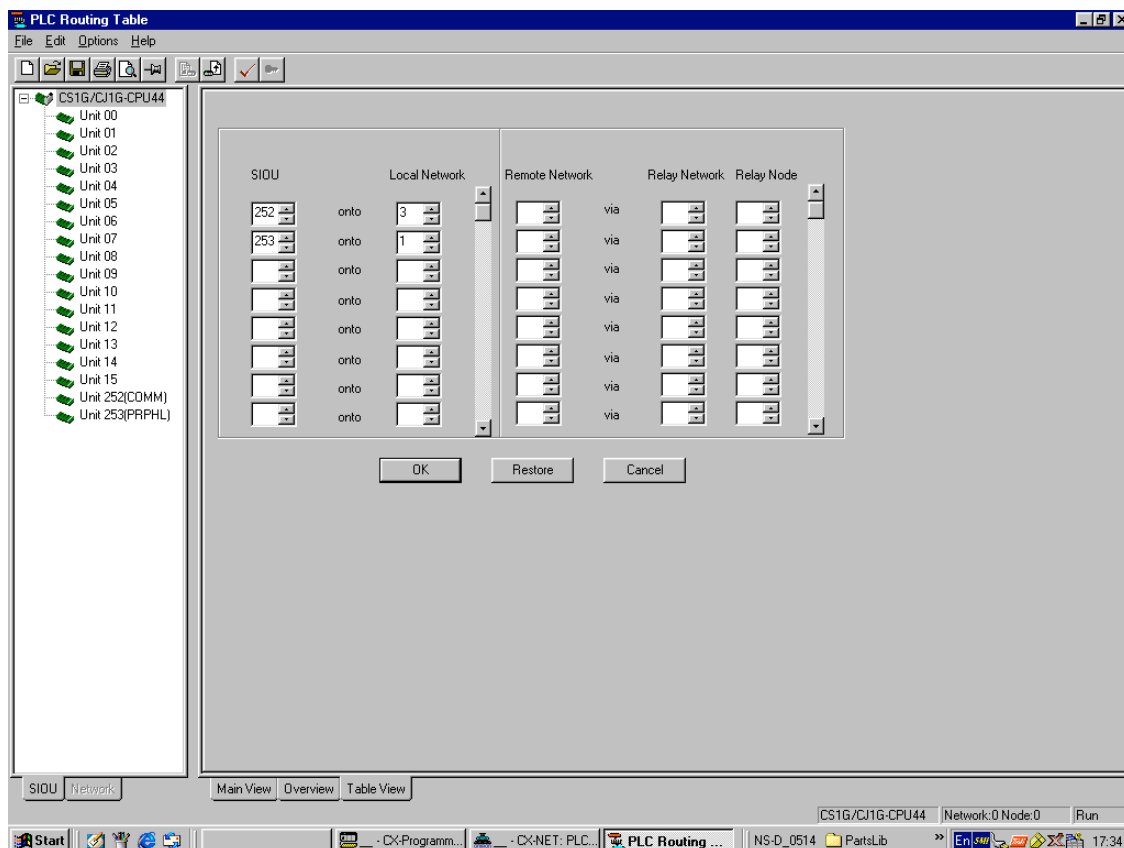 PLC Routing Table
File Edit Options Help
CS1G/CJ1G-CPU44
Unit 00
Unit 01
Unit 02
Unit 03
Unit 04
Unit 05
Unit 06
Unit 07
Unit 08
Unit 09
Unit 10
Unit 11
Unit 12
Unit 13
Unit 14
Unit 15
Unit 252(COMM)
Unit 253(PRPHL)
SIOU Local Network Remote Network Relay Network Relay Node
252 onto 3 via
253 onto 1 via
onto via
onto via
onto via
onto via
onto via
onto via
OK Restore Cancel
SIOU Network Main View Overview Table View
CS1G/CJ1G-CPU44 Network:0 Node:0 Run
Start __ - CX-Programm... __ - CX-NET: PLC... PLC Routing ... NS-D_0514 PartsLib » En 17:34